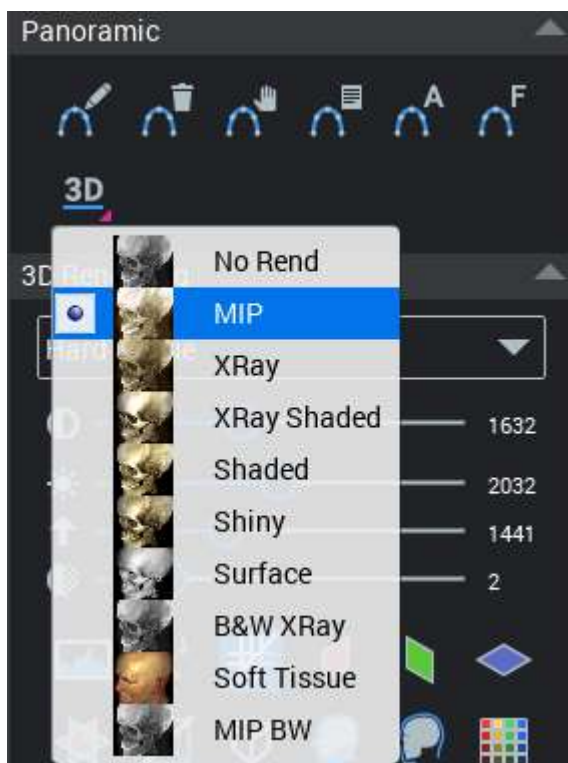 Panoramic
A
F
3D
No Rend
MIP
XRay
XRay Shaded
1632
Shaded
2032
Shiny
1441
Surface
2
B&W XRay
Soft Tissue
MIP BW